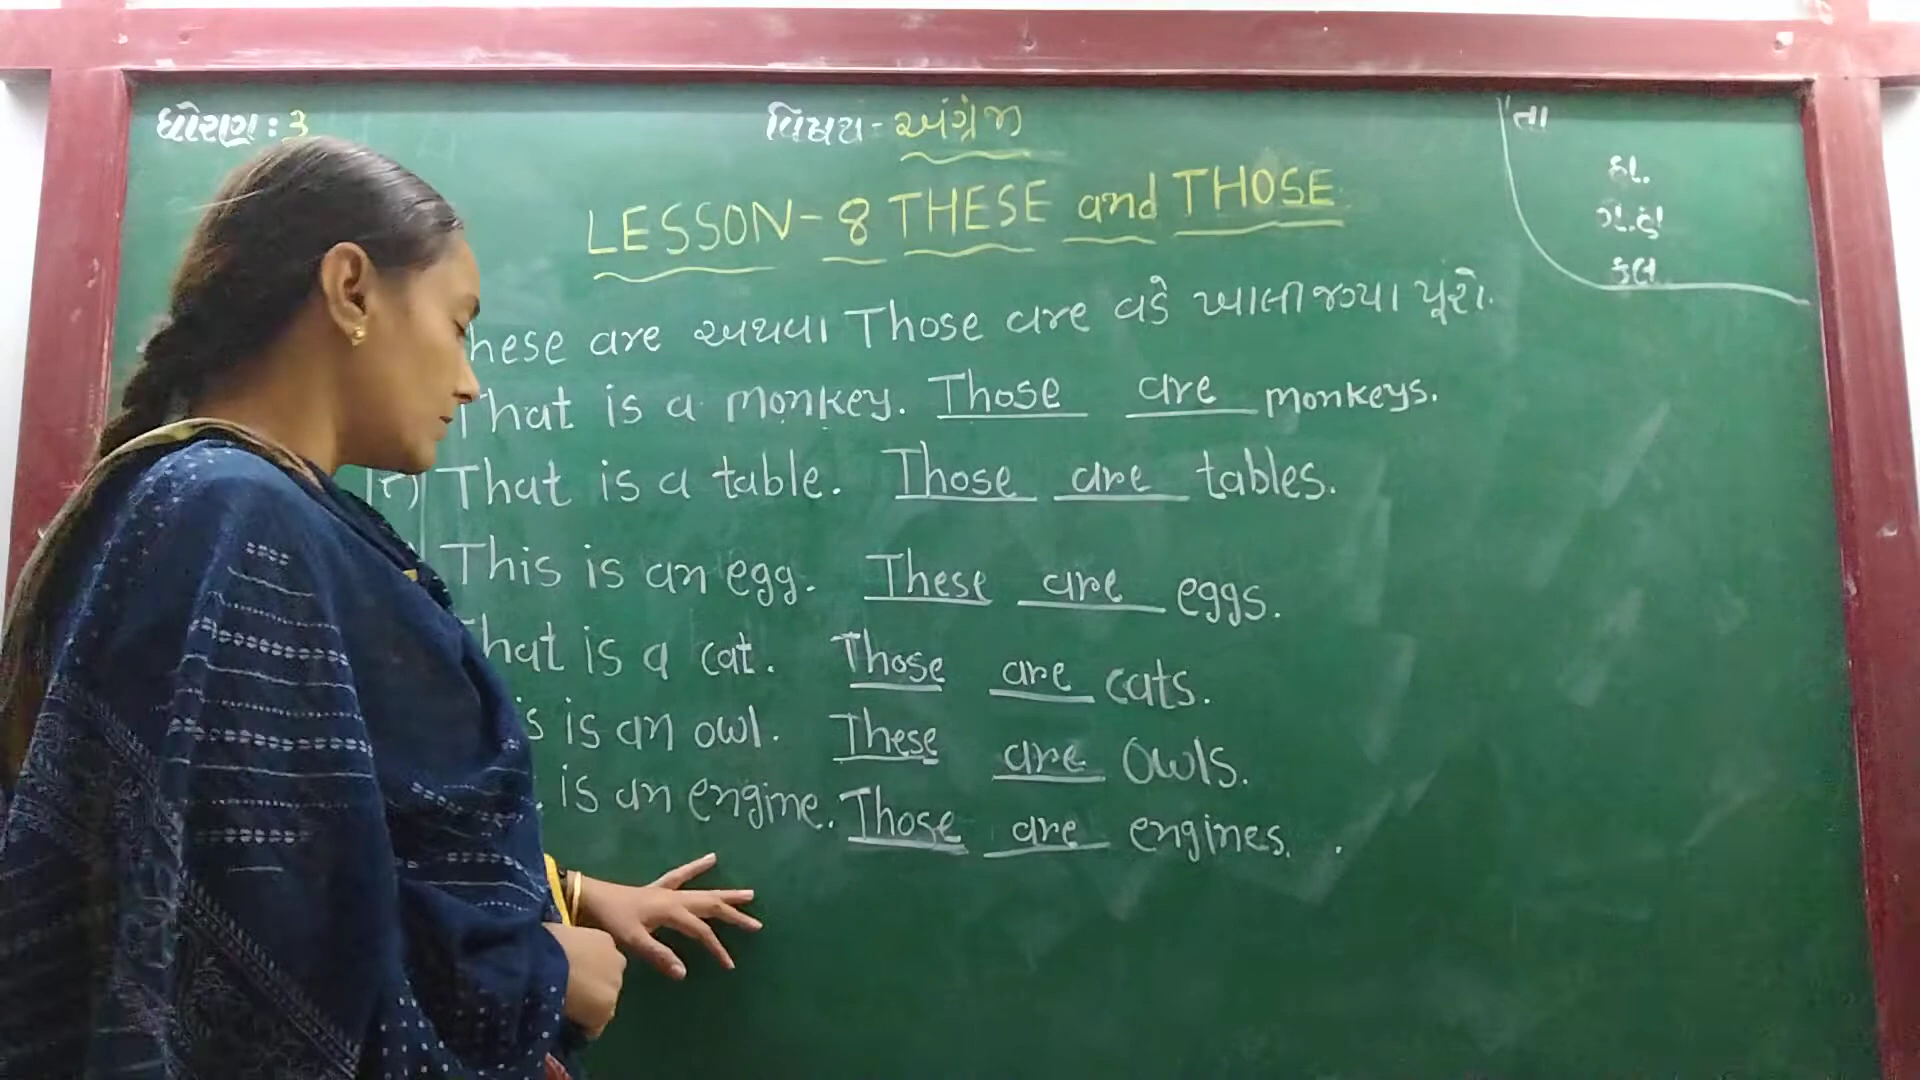 ધોરણ: 3
વિષય - અંગ્રેજી
તા
હા.
ગે.હા
કુલ
LESSON-8 THESE and THOSE
hese are અથવા Those are વડે ખાલી જગ્યા પૂરો.
That is a monkey. Those are monkeys.
That is a table. Those are tables.
This is an egg. These are eggs.
That is a cat. Those are cats.
is is an owl. These are owls.
is an engine. Those are engines.